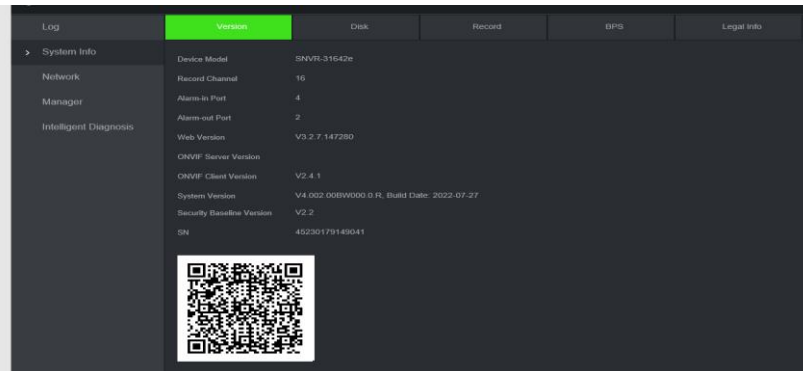 Log
System Info
Network
Manager
Intelligent Diagnosis
Version Disk Record BPS Legal Info
Device Model SNVR-31642e
Record Channel 16
Alarm-in Port 4
Alarm-out Port 2
Web Version V3.2.7.147280
ONVIF Server Version
ONVIF Client Version V2.4.1
System Version V4.002.00BW000.0.R, Build Date: 2022-07-27
Security Baseline Version V2.2
SN 45230179149041